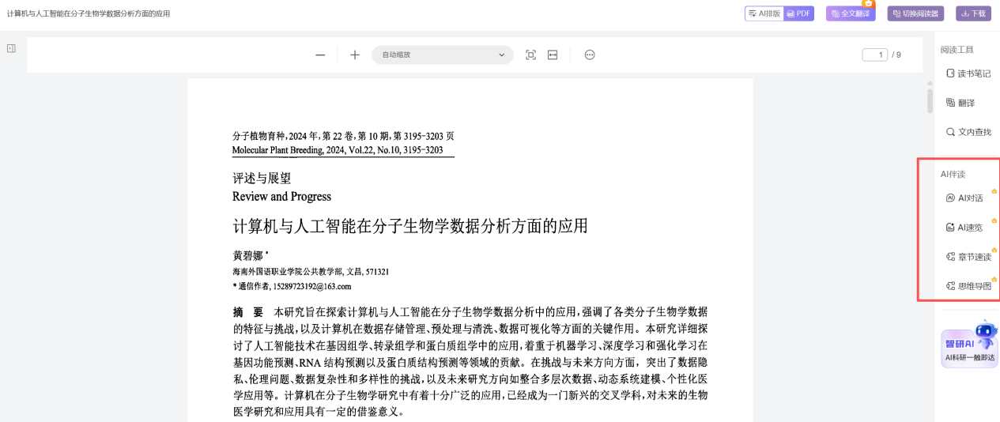 计算机与人工智能在分子生物学数据分析方面的应用
AI排版 PDF 全文翻译 切换阅读器 下载
自动缩放
1 / 9
分子植物育种,2024 年,第 22 卷,第 10 期,第 3195-3203 页
Molecular Plant Breeding, 2024, Vol.22, No.10, 3195-3203
评述与展望
Review and Progress
计算机与人工智能在分子生物学数据分析方面的应用
黄碧娜*
海南外国语职业学院公共教学部, 文昌, 571321
* 通信作者, 15289723192@163.com
摘 要 本研究旨在探索计算机与人工智能在分子生物学数据分析中的应用,强调了各类分子生物学数据
的特征与挑战,以及计算机在数据存储管理、预处理与清洗、数据可视化等方面的关键作用。本研究详细探
讨了人工智能技术在基因组学、转录组学和蛋白质组学中的应用,着重于机器学习、深度学习和强化学习在
基因功能预测、RNA 结构预测以及蛋白质结构预测等领域的贡献。在挑战与未来方向方面，突出了数据隐
私、伦理问题、数据复杂性和多样性的挑战,以及未来研究方向如整合多层次数据、动态系统建模、个性化医
学应用等。计算机在分子生物学研究中有着十分广泛的应用,已经成为一门新兴的交叉学科,对未来的生物
医学研究和应用具有一定的借鉴意义。
阅读工具
读书笔记
翻译
文内查找
AI伴读
AI对话
AI速览
章节速读
思维导图
智研AI
AI科研一触即达